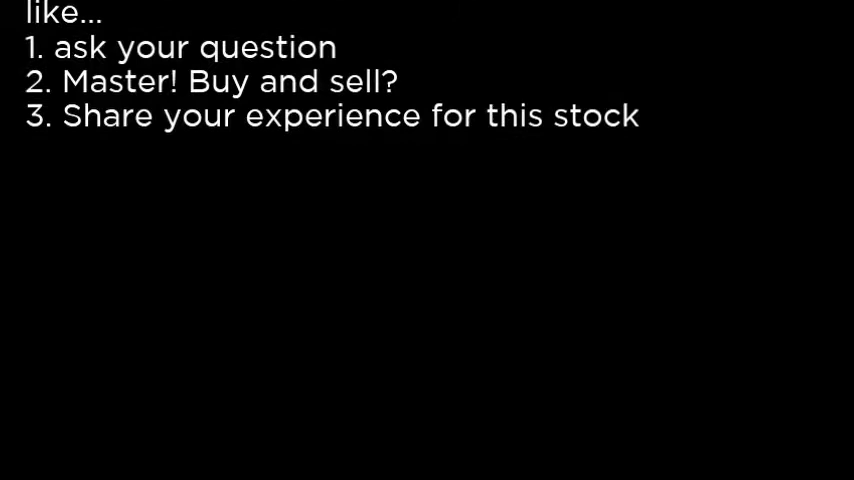 like...
1. ask your question
2. Master! Buy and sell?
3. Share your experience for this stock